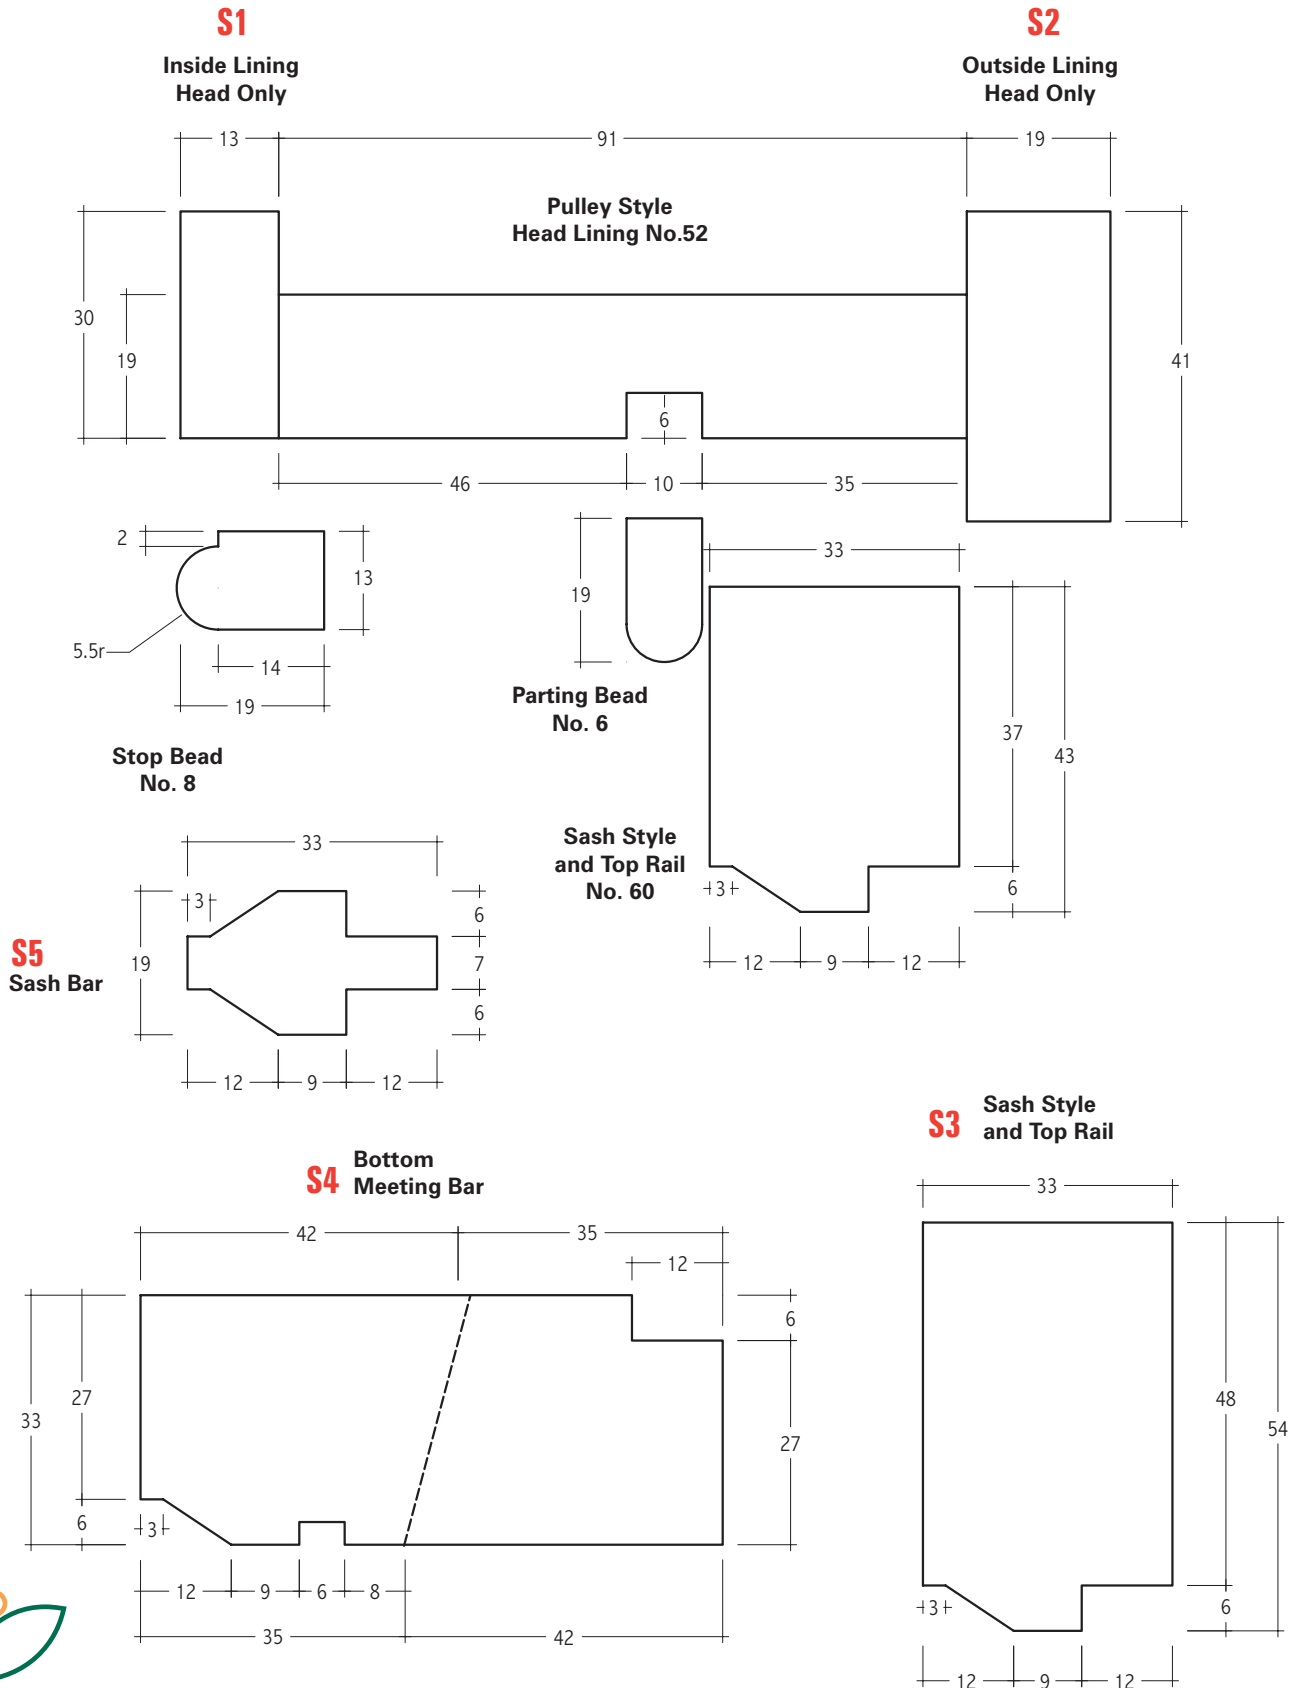 S1
Inside Lining
Head Only
S2
Outside Lining
Head Only
13
91
19
Pulley Style
Head Lining No.52
30
19
41
6
46
10
35
2
13
5.5r
14
19
Stop Bead
No. 8
19
Parting Bead
No. 6
33
37
43
Sash Style
and Top Rail
No. 60
3
6
12
9
12
33
3
6
S5
Sash Bar
19
7
6
12
9
12
S3
Sash Style
and Top Rail
S4
Bottom
Meeting Bar
33
42
35
12
6
27
33
27
6
3
12
9
6
8
35
42
48
54
3
6
12
9
12